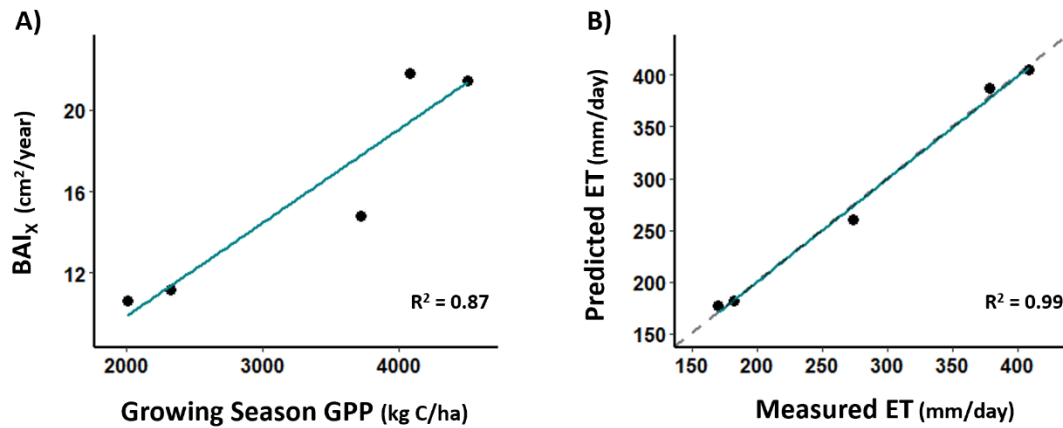 A)
BAIX (cm²/year)
20
16
12
R² = 0.87
2000
3000
4000
Growing Season GPP (kg C/ha)
B)
Predicted ET (mm/day)
400
350
300
250
200
150
R² = 0.99
150
200
250
300
350
400
Measured ET (mm/day)